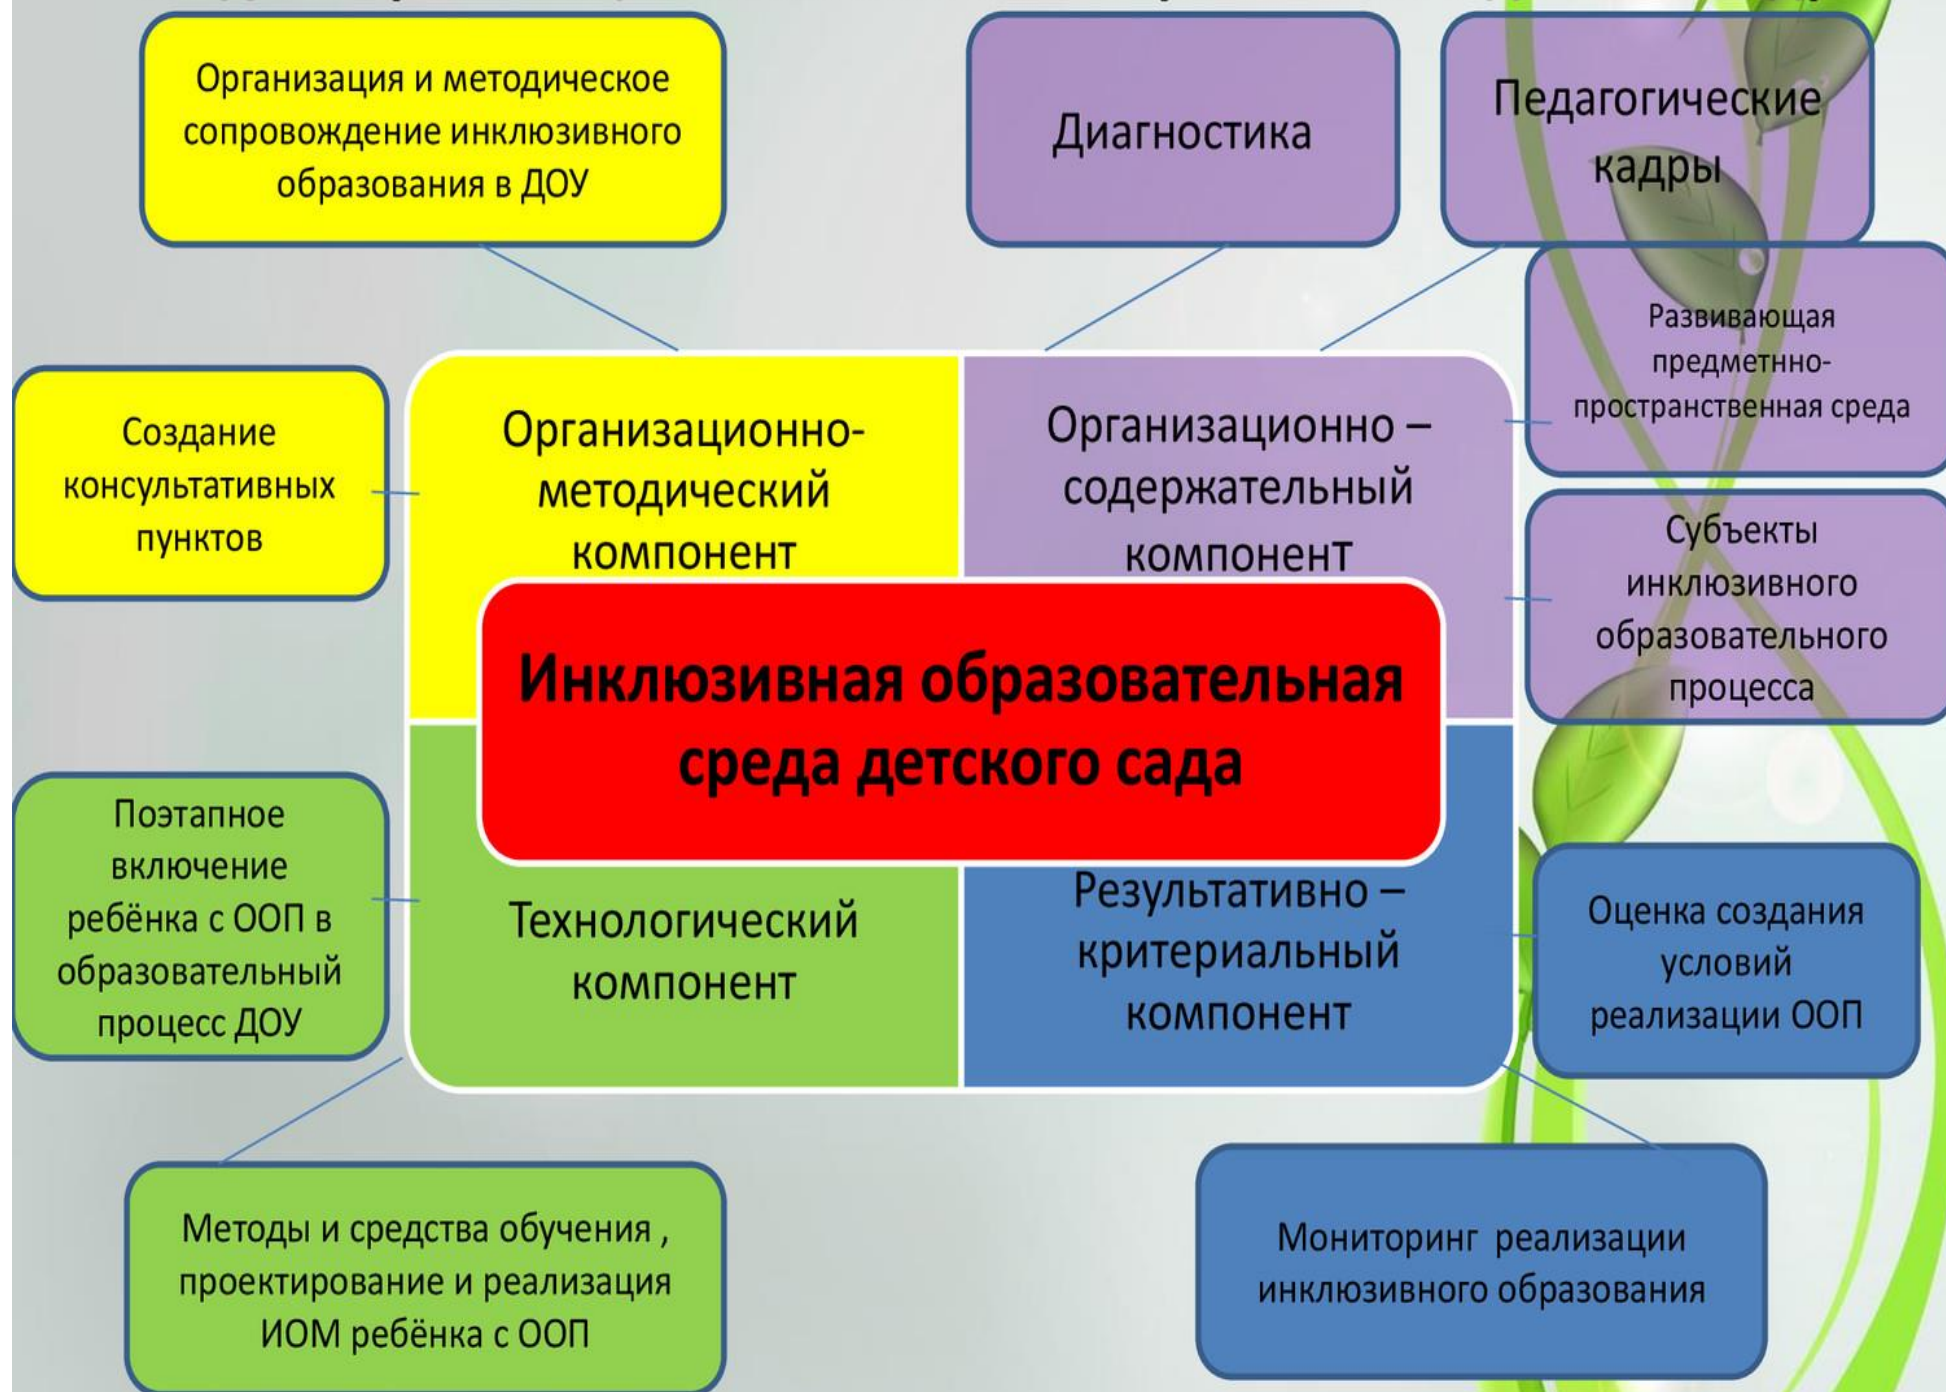 Организация и методическое
сопровождение инклюзивного
образования в ДОУ
Диагностика
Педагогические
кадры
Развивающая
предметнно-
пространственная среда
Создание
консультативных
пунктов
Организационно-
методический
компонент
Организационно –
содержательный
компонент
Субъекты
инклюзивного
образовательного
процесса
Инклюзивная образовательная
среда детского сада
Поэтапное
включение
ребёнка с ООП в
образовательный
процесс ДОУ
Технологический
компонент
Результативно –
критериальный
компонент
Оценка создания
условий
реализации ООП
Методы и средства обучения ,
проектирование и реализация
ИОМ ребёнка с ООП
Мониторинг реализации
инклюзивного образования